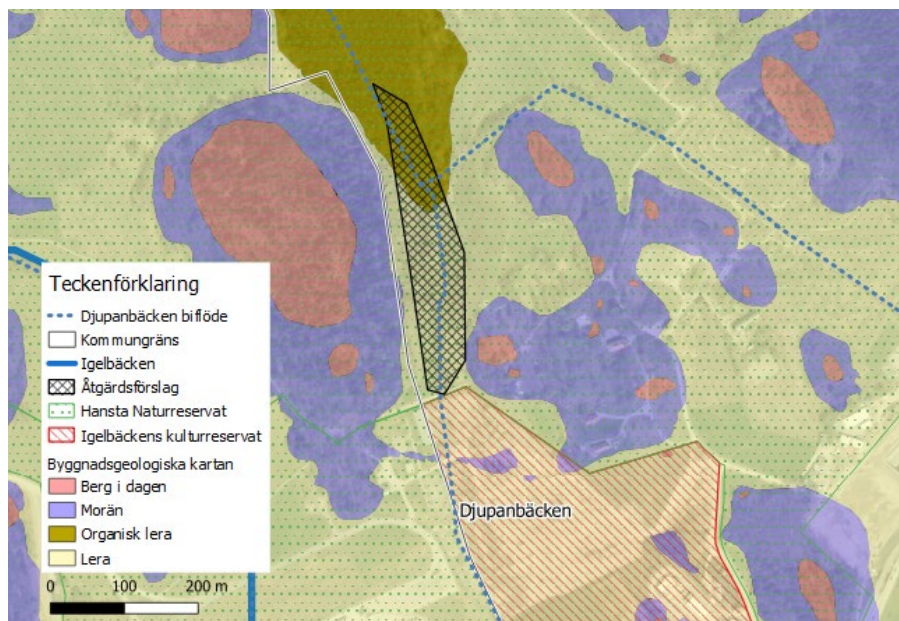 Teckenförklaring
Djupanbäcken biflöde
Kommungräns
Igelbäcken
Åtgärdsförslag
Hansta Naturreservat
Igelbäckens kulturreservat
Byggnadsgeologiska kartan
Berg i dagen
Morän
Organisk lera
Lera
0 100 200 m
Djupanbäcken